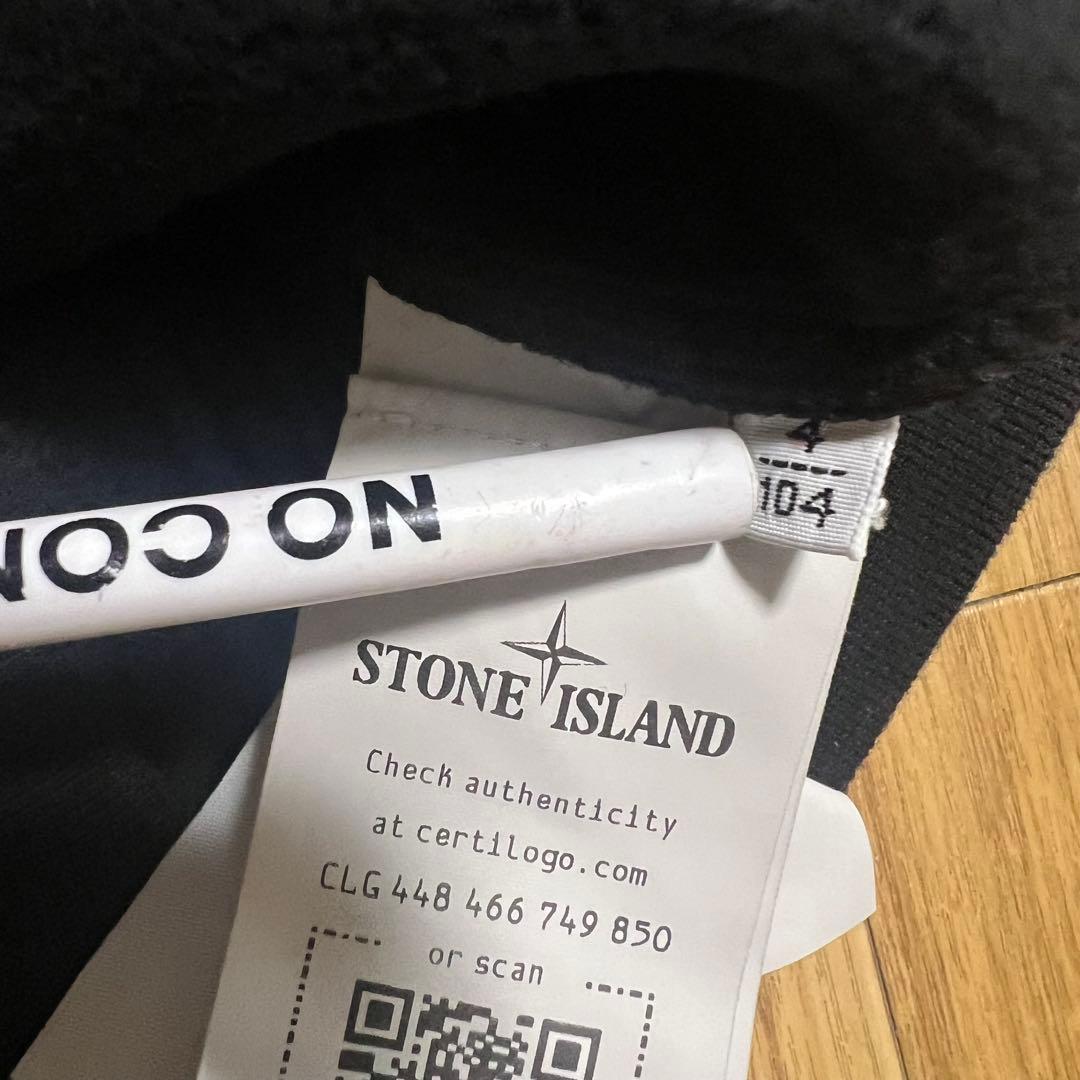 4
104
NO CON
STONE ISLAND
Check authenticity
at certilogo.com
CLG 448 466 749 850
or scan